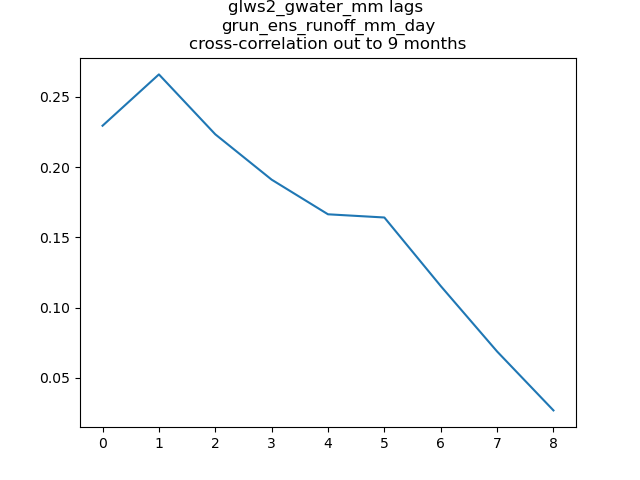 glws2_gwater_mm lags
grun_ens_runoff_mm_day
cross-correlation out to 9 months
0.25
0.20
0.15
0.10
0.05
0 1 2 3 4 5 6 7 8